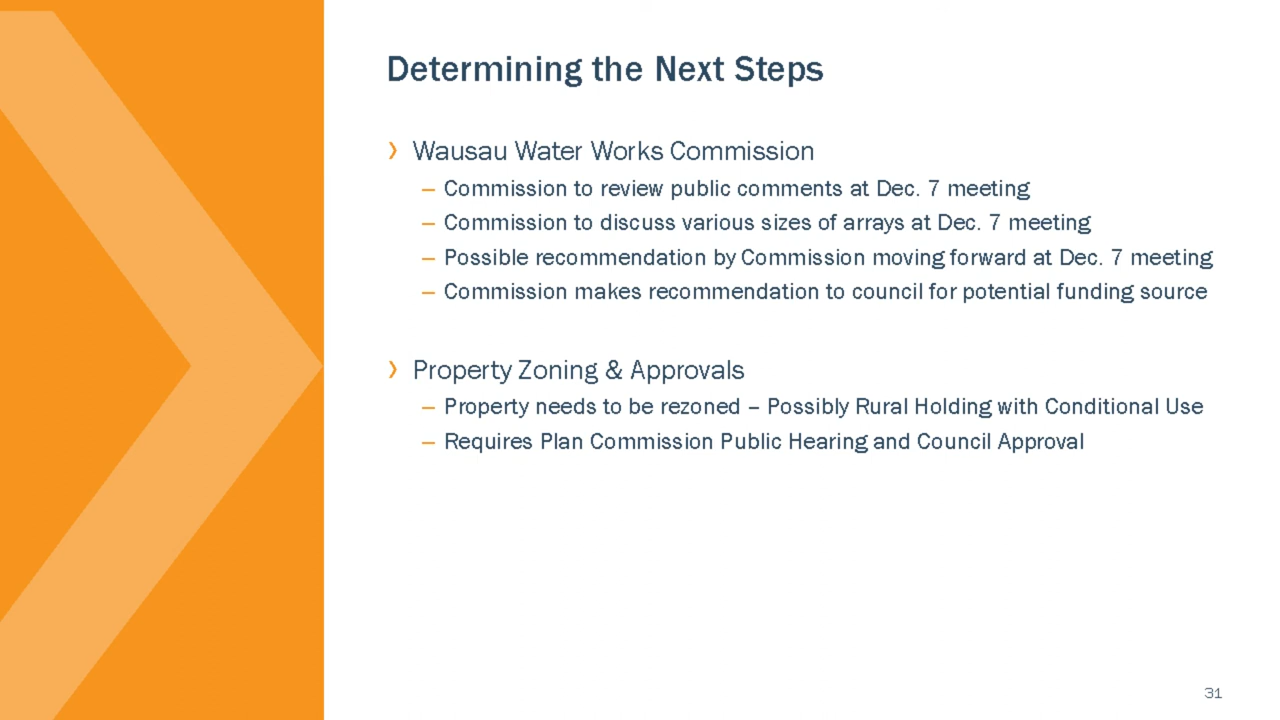 Determining the Next Steps
› Wausau Water Works Commission
– Commission to review public comments at Dec. 7 meeting
– Commission to discuss various sizes of arrays at Dec. 7 meeting
– Possible recommendation by Commission moving forward at Dec. 7 meeting
– Commission makes recommendation to council for potential funding source
› Property Zoning & Approvals
– Property needs to be rezoned – Possibly Rural Holding with Conditional Use
– Requires Plan Commission Public Hearing and Council Approval
31